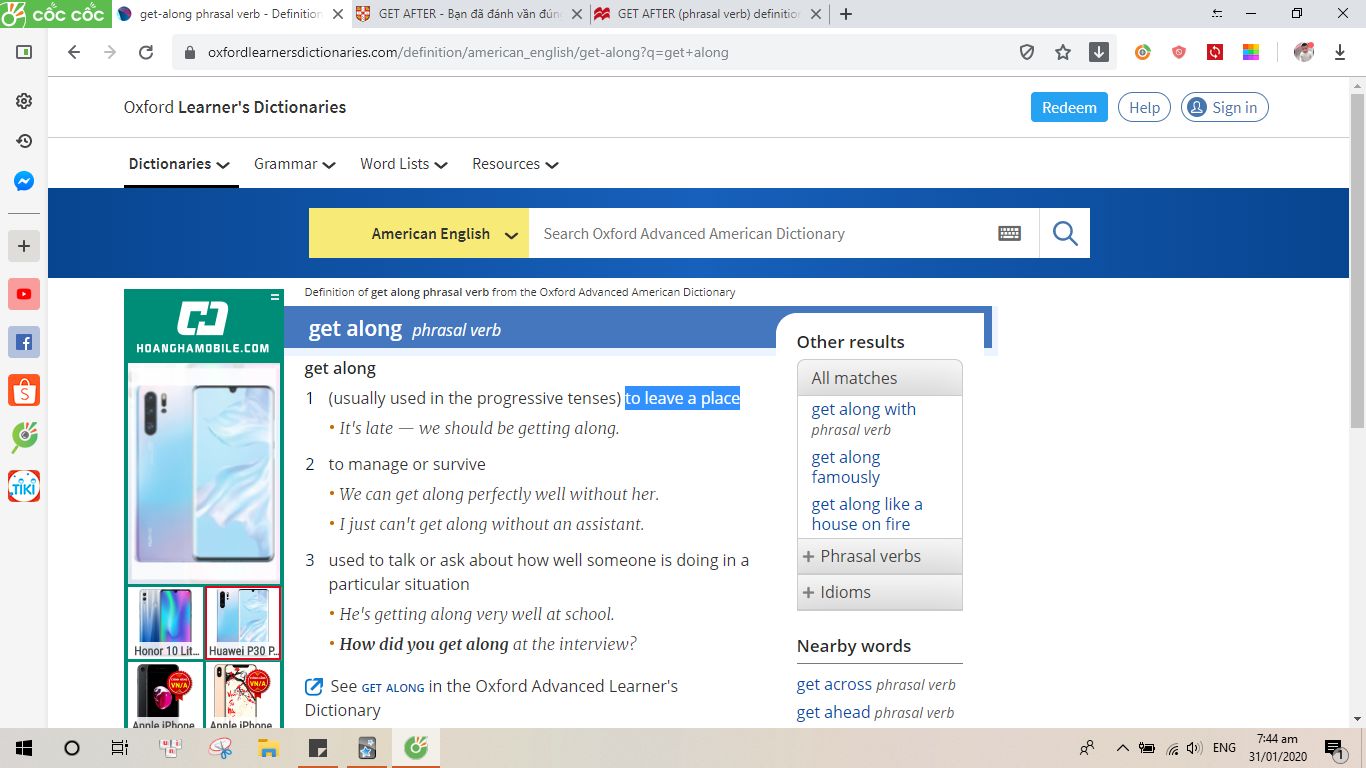 cốc cốc
get-along phrasal verb - Definition
GET AFTER - Bạn đã đánh vần đún
GET AFTER (phrasal verb) definition
oxfordlearnersdictionaries.com/definition/american_english/get-along?q=get+along
Oxford Learner's Dictionaries
Redeem
Help
Sign in
Dictionaries
Grammar
Word Lists
Resources
American English
Search Oxford Advanced American Dictionary
HOANGHAMOBILE.COM
Honor 10 Lit...
Huawei P30 P...
VN/A
VN/A
Apple iPhone
Apple iPhone
Definition of get along phrasal verb from the Oxford Advanced American Dictionary
get along phrasal verb
get along
1 (usually used in the progressive tenses) to leave a place
• It's late — we should be getting along.
2 to manage or survive
• We can get along perfectly well without her.
• I just can't get along without an assistant.
3 used to talk or ask about how well someone is doing in a
particular situation
• He's getting along very well at school.
• How did you get along at the interview?
See GET ALONG in the Oxford Advanced Learner's
Dictionary
Other results
All matches
get along with
phrasal verb
get along
famously
get along like a
house on fire
+ Phrasal verbs
+ Idioms
Nearby words
get across phrasal verb
get ahead phrasal verb
TIKI
ENG
7:44 am
31/01/2020
1